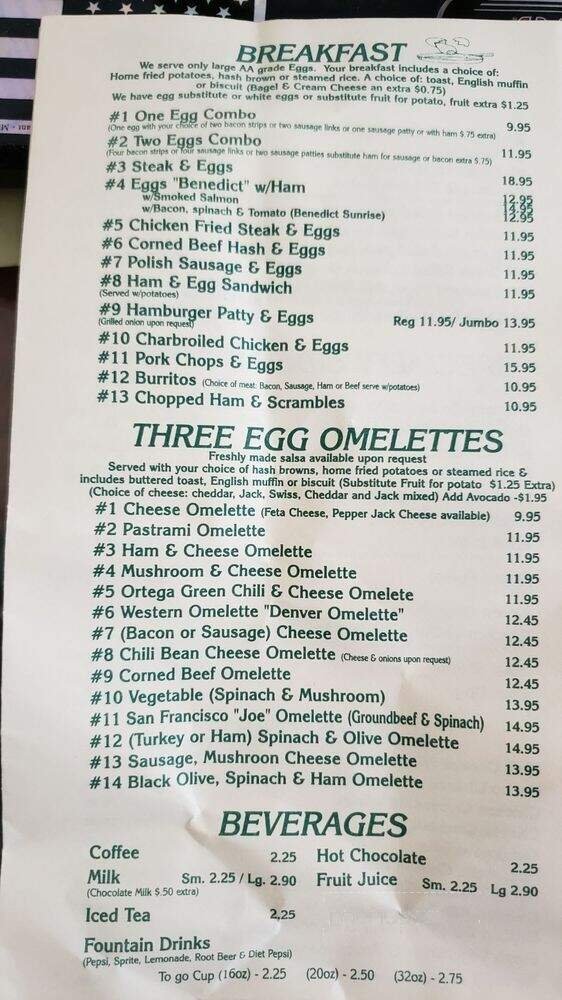 BREAKFAST
We serve only large AA grade Eggs. Your breakfast includes a choice of:
Home fried potatoes, hash brown or steamed rice. A choice of: toast, English muffin
or biscuit (Bagel & Cream Cheese an extra $0.75)
We have egg substitute or white eggs or substitute fruit for potato, fruit extra $1.25
#1 One Egg Combo 9.95
(One egg with your choice of two bacon strips or two sausage links or one sausage patty or with ham $.75 extra)
#2 Two Eggs Combo 11.95
(Four bacon strips or four sausage links or two sausage patties substitute ham for sausage or bacon extra $.75)
#3 Steak & Eggs 18.95
#4 Eggs "Benedict" w/Ham 12.95
w/Smoked Salmon 14.95
w/Bacon, spinach & Tomato (Benedict Sunrise) 12.95
#5 Chicken Fried Steak & Eggs 11.95
#6 Corned Beef Hash & Eggs 11.95
#7 Polish Sausage & Eggs 11.95
#8 Ham & Egg Sandwich 11.95
(Served w/potatoes)
#9 Hamburger Patty & Eggs Reg 11.95/ Jumbo 13.95
(Grilled onion upon request)
#10 Charbroiled Chicken & Eggs 11.95
#11 Pork Chops & Eggs 15.95
#12 Burritos (Choice of meat: Bacon, Sausage, Ham or Beef serve w/potatoes) 10.95
#13 Chopped Ham & Scrambles 10.95
THREE EGG OMELETTES
Freshly made salsa available upon request
Served with your choice of hash browns, home fried potatoes or steamed rice &
includes buttered toast, English muffin or biscuit (Substitute Fruit for potato $1.25 Extra)
(Choice of cheese: cheddar, Jack, Swiss, Cheddar and Jack mixed) Add Avocado -$1.95
#1 Cheese Omelette (Feta Cheese, Pepper Jack Cheese available) 9.95
#2 Pastrami Omelette 11.95
#3 Ham & Cheese Omelette 11.95
#4 Mushroom & Cheese Omelette 11.95
#5 Ortega Green Chili & Cheese Omelete 11.95
#6 Western Omelette "Denver Omelette" 12.45
#7 (Bacon or Sausage) Cheese Omelette 12.45
#8 Chili Bean Cheese Omelette (Cheese & onions upon request) 12.45
#9 Corned Beef Omelette 12.45
#10 Vegetable (Spinach & Mushroom) 13.95
#11 San Francisco "Joe" Omelette (Groundbeef & Spinach) 14.95
#12 (Turkey or Ham) Spinach & Olive Omelette 14.95
#13 Sausage, Mushroon Cheese Omelette 13.95
#14 Black Olive, Spinach & Ham Omelette 13.95
BEVERAGES
Coffee 2.25 Hot Chocolate 2.25
Milk Sm. 2.25 / Lg. 2.90 Fruit Juice Sm. 2.25 Lg 2.90
(Chocolate Milk $.50 extra)
Iced Tea 2,25
Fountain Drinks
(Pepsi, Sprite, Lemonade, Root Beer & Diet Pepsi)
To go Cup (16oz) - 2.25 (20oz) - 2.50 (32oz) - 2.75